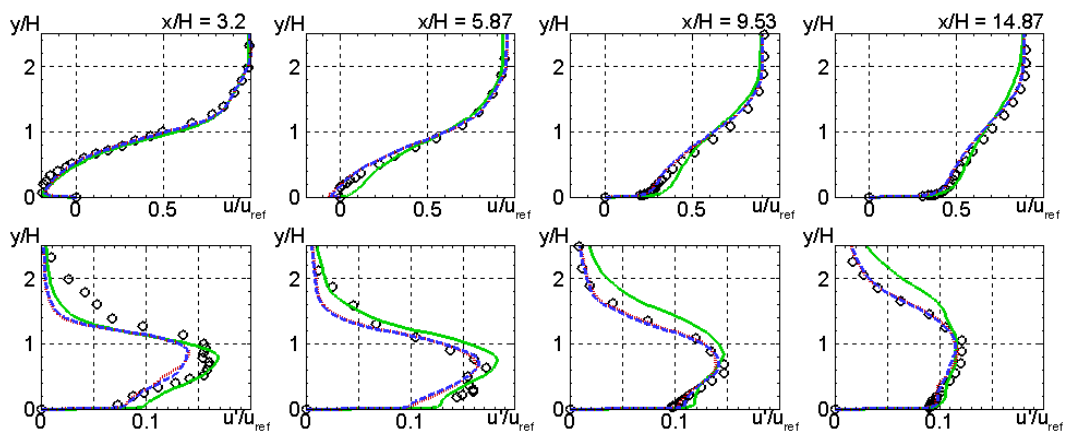 y/H x/H = 3.2 y/H x/H = 5.87 y/H x/H = 9.53 y/H x/H = 14.87
2 2 2 2
1 1 1 1
0 0 0 0
0 0.5 u/u_ref 0 0.5 u/u_ref 0 0.5 u/u_ref 0 0.5 u/u_ref
y/H y/H y/H y/H
2 2 2 2
1 1 1 1
0 0 0 0
0 0.1 u'/u_ref 0 0.1 u'/u_ref 0 0.1 u'/u_ref 0 0.1 u'/u_ref